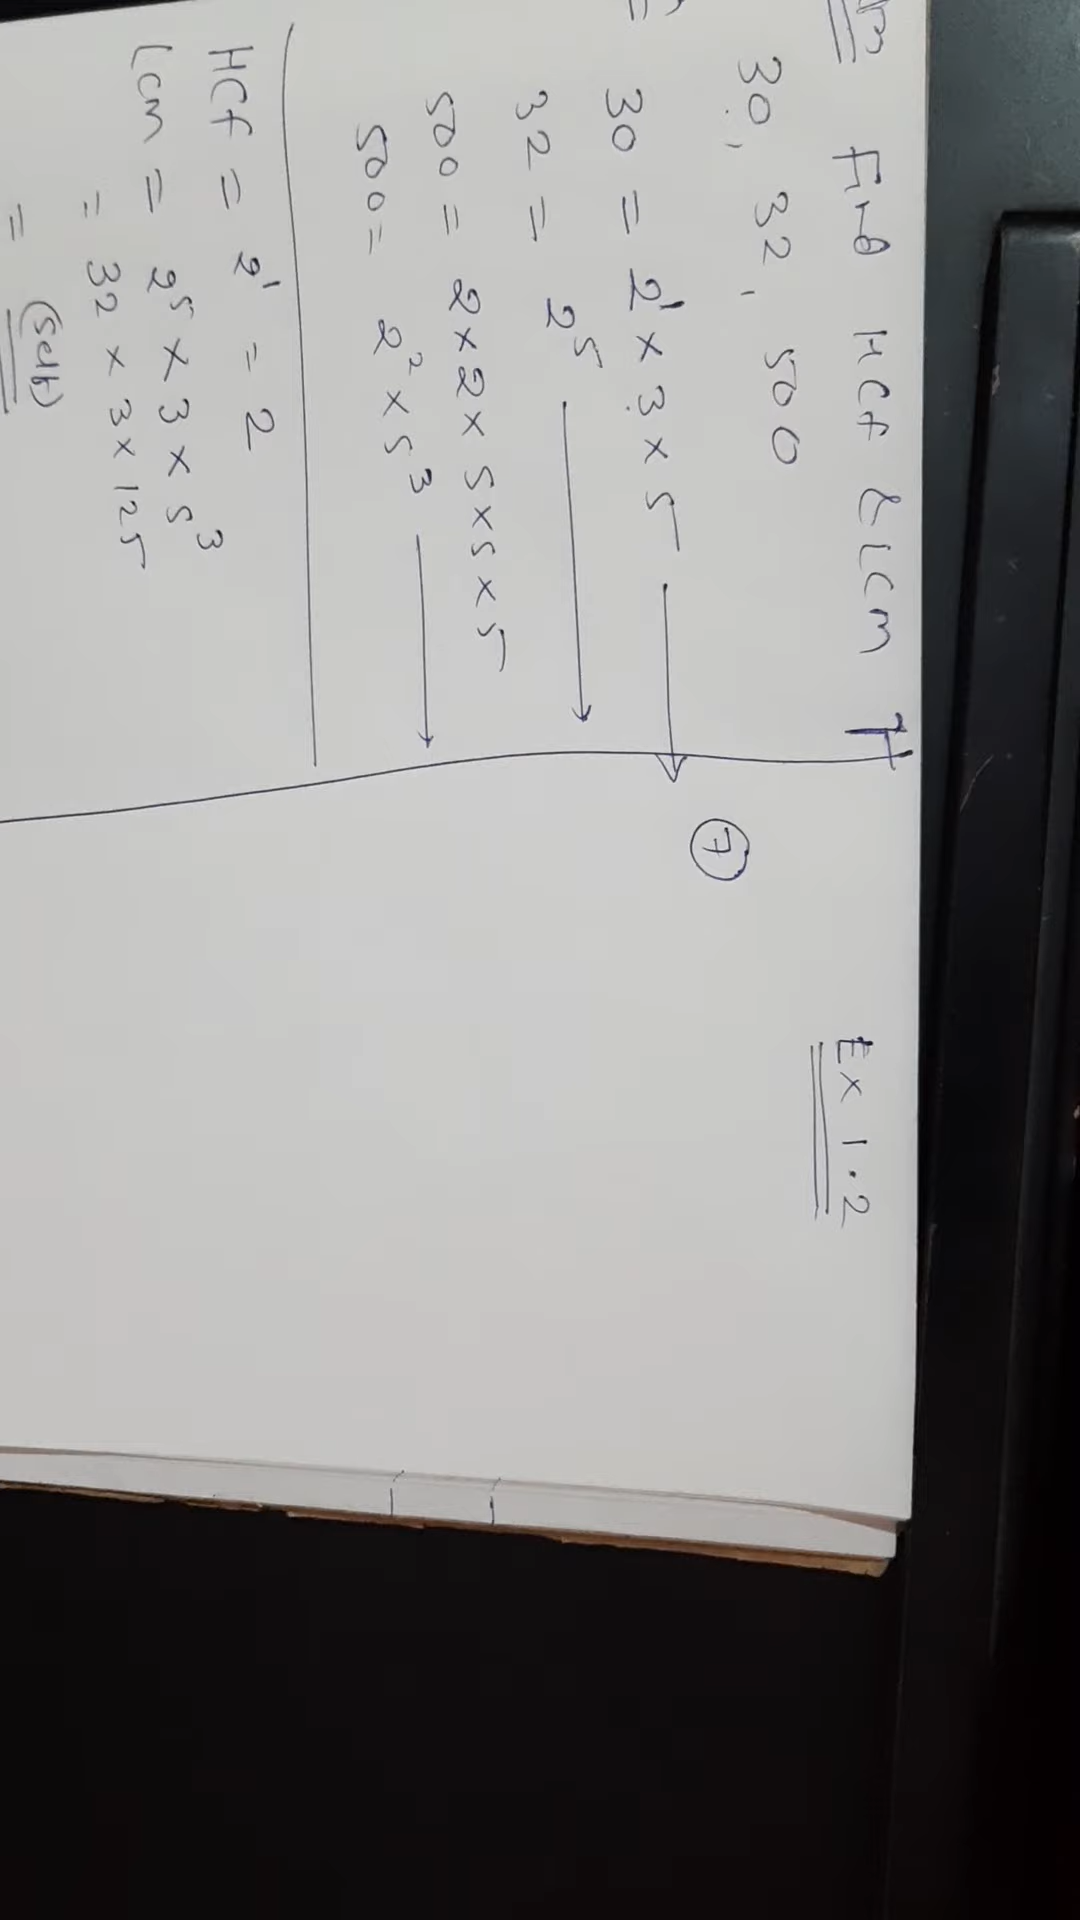 Find HCF & LCM
30, 32, 500
30 = 2¹ × 3 × 5
32 = 2⁵
500 = 2 × 2 × 5 × 5 × 5
500 = 2² × 5³
HCF = 2¹ = 2
LCM = 2⁵ × 3 × 5³
= 32 × 3 × 125
= (Self)
Ex 1.2
7